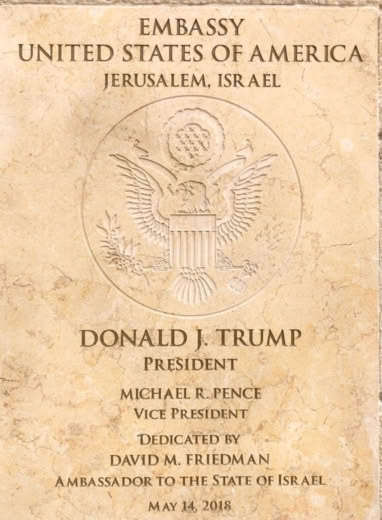 EMBASSY
UNITED STATES OF AMERICA
JERUSALEM, ISRAEL
DONALD J. TRUMP
PRESIDENT
MICHAEL R. PENCE
VICE PRESIDENT
DEDICATED BY
DAVID M. FRIEDMAN
AMBASSADOR TO THE STATE OF ISRAEL
MAY 14, 2018